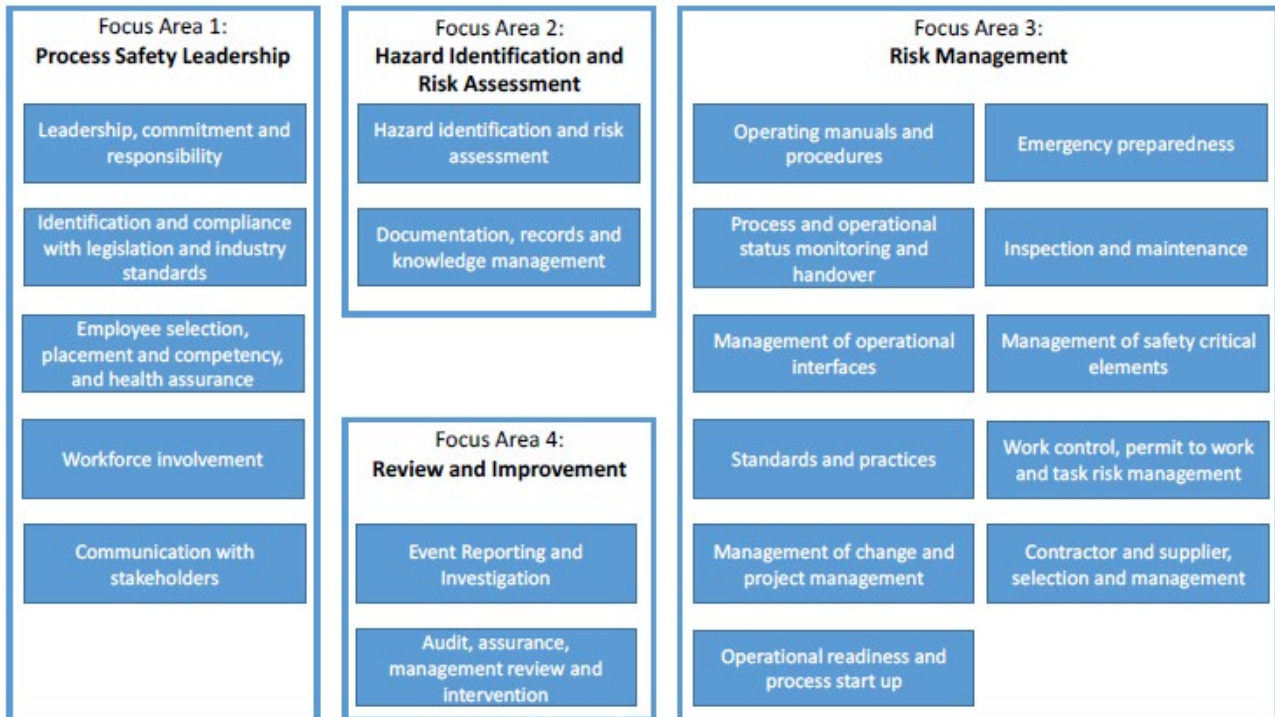 Focus Area 1:
Process Safety Leadership
Leadership, commitment and
responsibility
Identification and compliance
with legislation and industry
standards
Employee selection,
placement and competency,
and health assurance
Workforce involvement
Communication with
stakeholders
Focus Area 2:
Hazard Identification and
Risk Assessment
Hazard identification and risk
assessment
Documentation, records and
knowledge management
Focus Area 4:
Review and Improvement
Event Reporting and
Investigation
Audit, assurance,
management review and
intervention
Focus Area 3:
Risk Management
Operating manuals and
procedures
Emergency preparedness
Process and operational
status monitoring and
handover
Inspection and maintenance
Management of operational
interfaces
Management of safety critical
elements
Standards and practices
Work control, permit to work
and task risk management
Management of change and
project management
Contractor and supplier,
selection and management
Operational readiness and
process start up